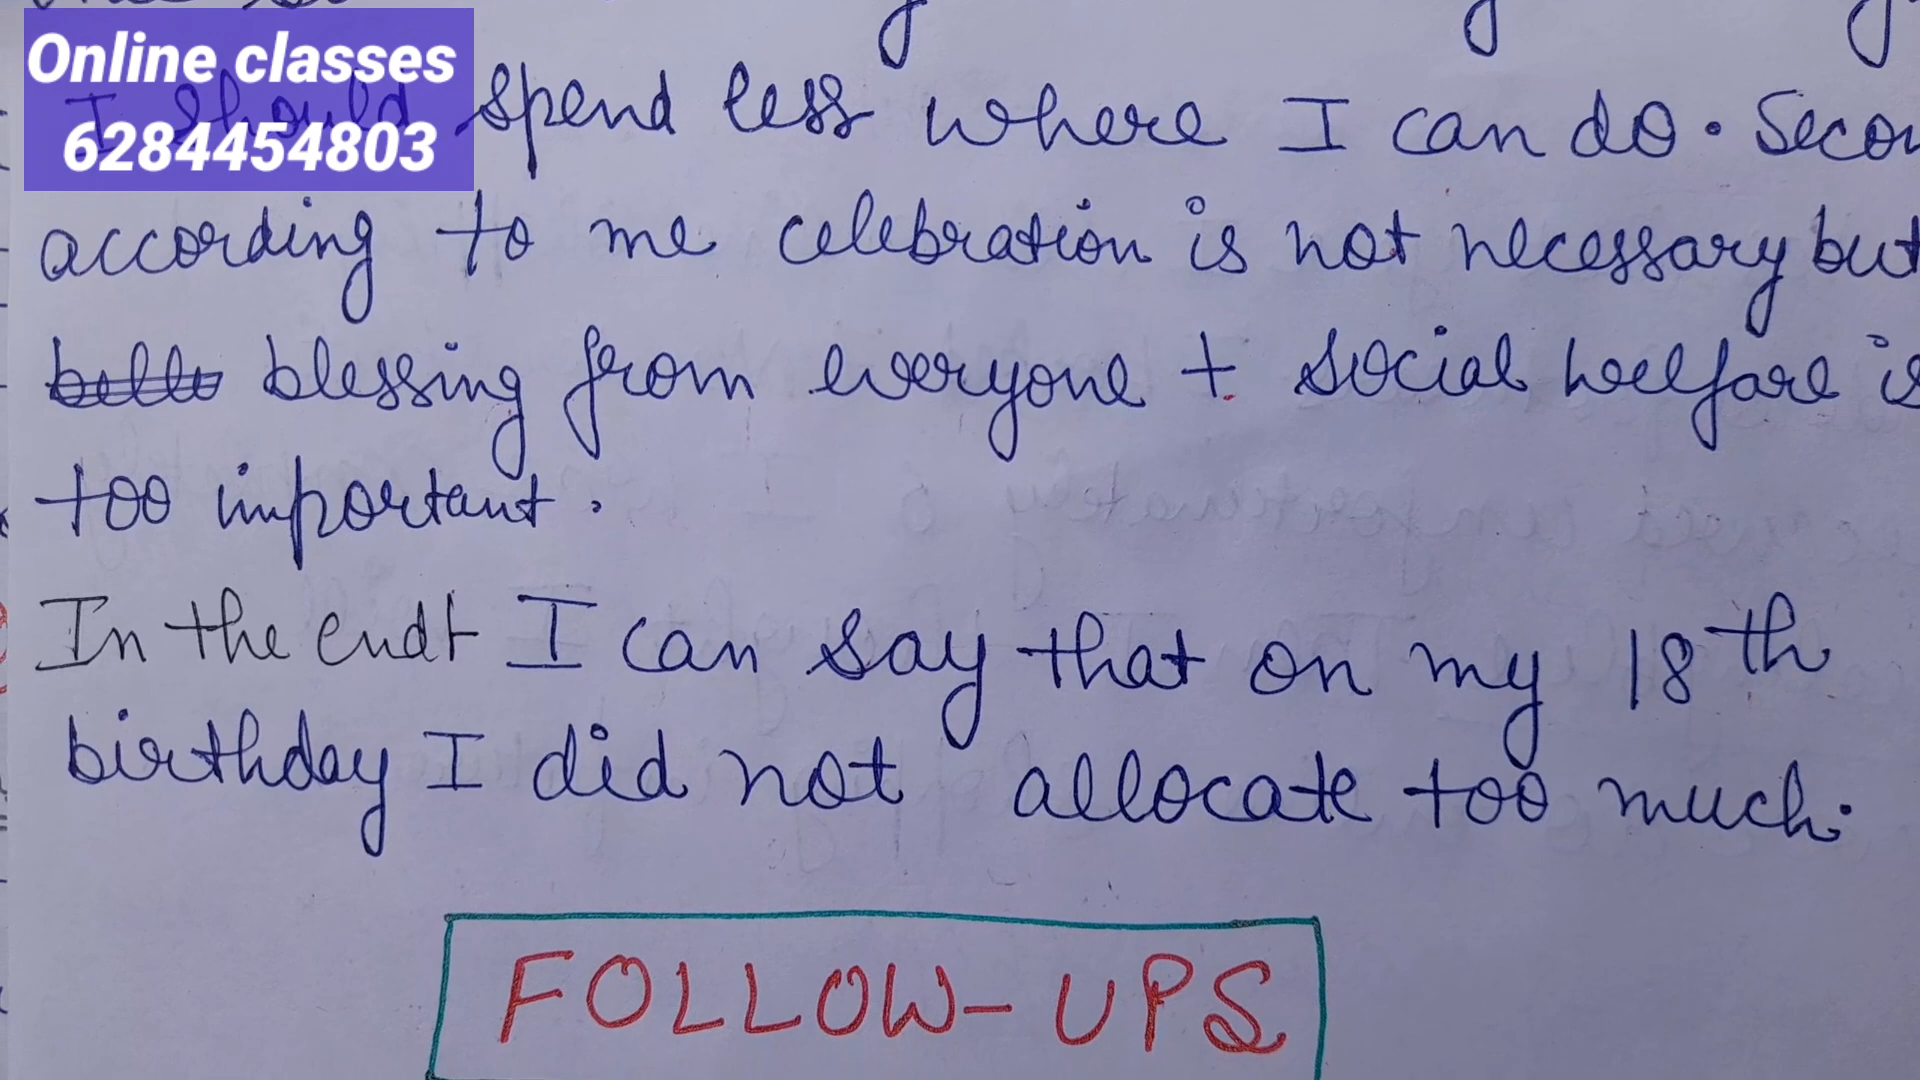 Online classes
6284454803
I should spend less where I can do. Secon
according to me celebration is not necessary but
blessing from everyone + social welfare is
too important.
In the endt I can say that on my 18th
birthday I did not allocate too much.
FOLLOW-UPS